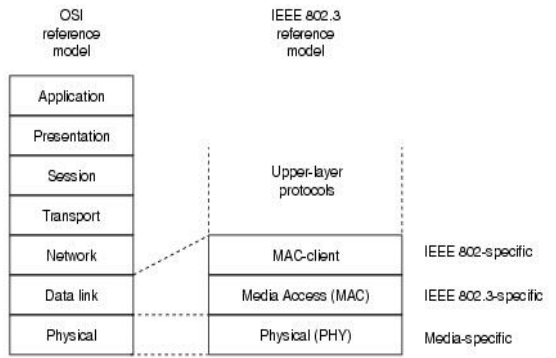 OSI
reference
model
IEEE 802.3
reference
model
Application
Presentation
Session
Transport
Network
Data link
Physical
Upper-layer
protocols
MAC-client
Media Access (MAC)
Physical (PHY)
IEEE 802-specific
IEEE 802.3-specific
Media-specific